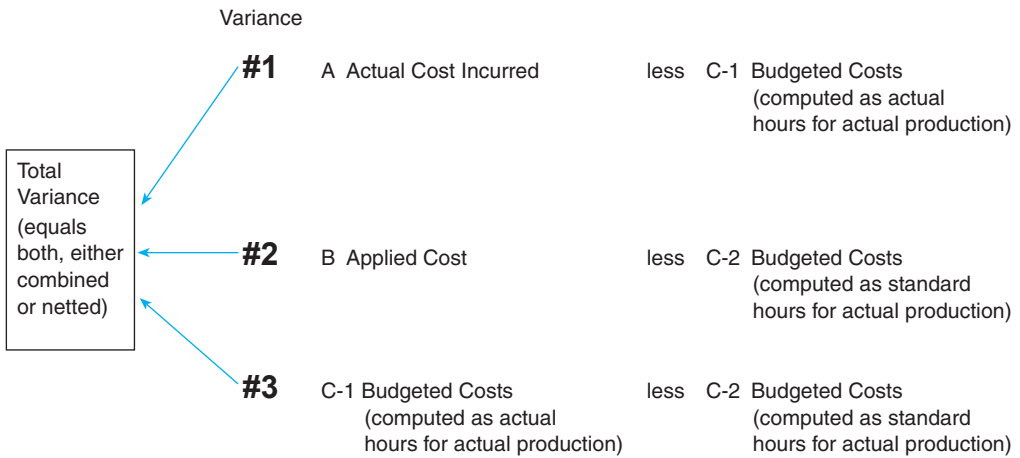 Variance
#1 A Actual Cost Incurred less C-1 Budgeted Costs
(computed as actual
hours for actual production)
Total
Variance
(equals
both, either
combined
or netted)
#2 B Applied Cost less C-2 Budgeted Costs
(computed as standard
hours for actual production)
#3 C-1 Budgeted Costs less C-2 Budgeted Costs
(computed as actual (computed as standard
hours for actual production) hours for actual production)